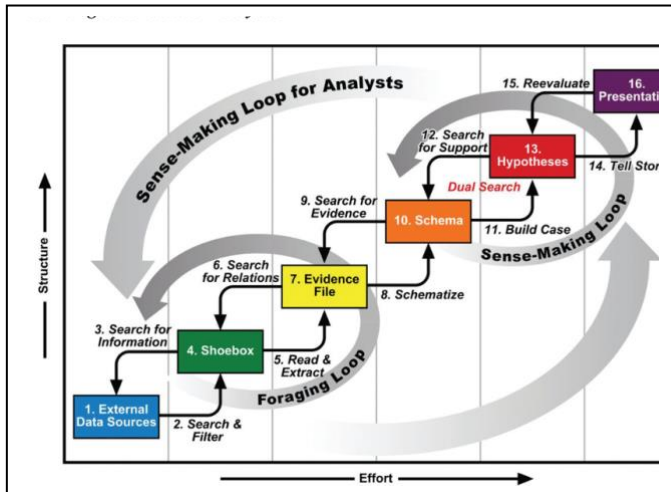 Sense-Making Loop for Analysts
15. Reevaluate
16.
Presentati
12. Search
for Support
13.
Hypotheses
14. Tell Stor
Dual Search
9. Search for
Evidence
10. Schema
11. Build Case
Sense-Making Loop
6. Search
for Relations
7. Evidence
File
8. Schematize
3. Search for
Information
4. Shoebox
5. Read &
Extract
Foraging Loop
1. External
Data Sources
2. Search &
Filter
Structure
Effort